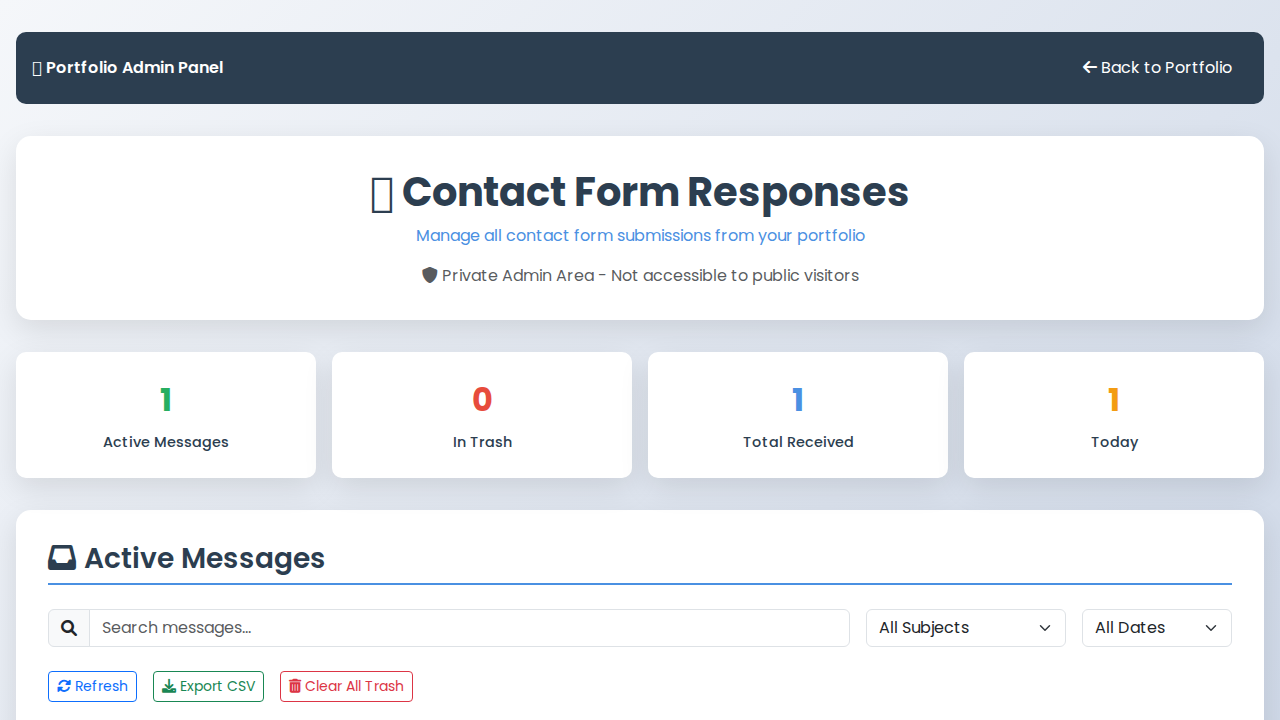 Portfolio Admin Panel
Back to Portfolio
Contact Form Responses
Manage all contact form submissions from your portfolio
Private Admin Area - Not accessible to public visitors
1
Active Messages
0
In Trash
1
Total Received
1
Today
Active Messages
Search messages...
All Subjects
All Dates
Refresh
Export CSV
Clear All Trash